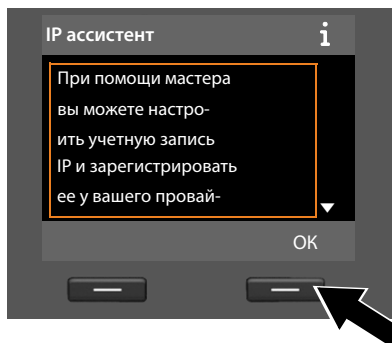 IP ассистент
i
При помощи мастера
вы можете настро-
ить учетную запись
IP и зарегистрировать
ее у вашего провай-
OK